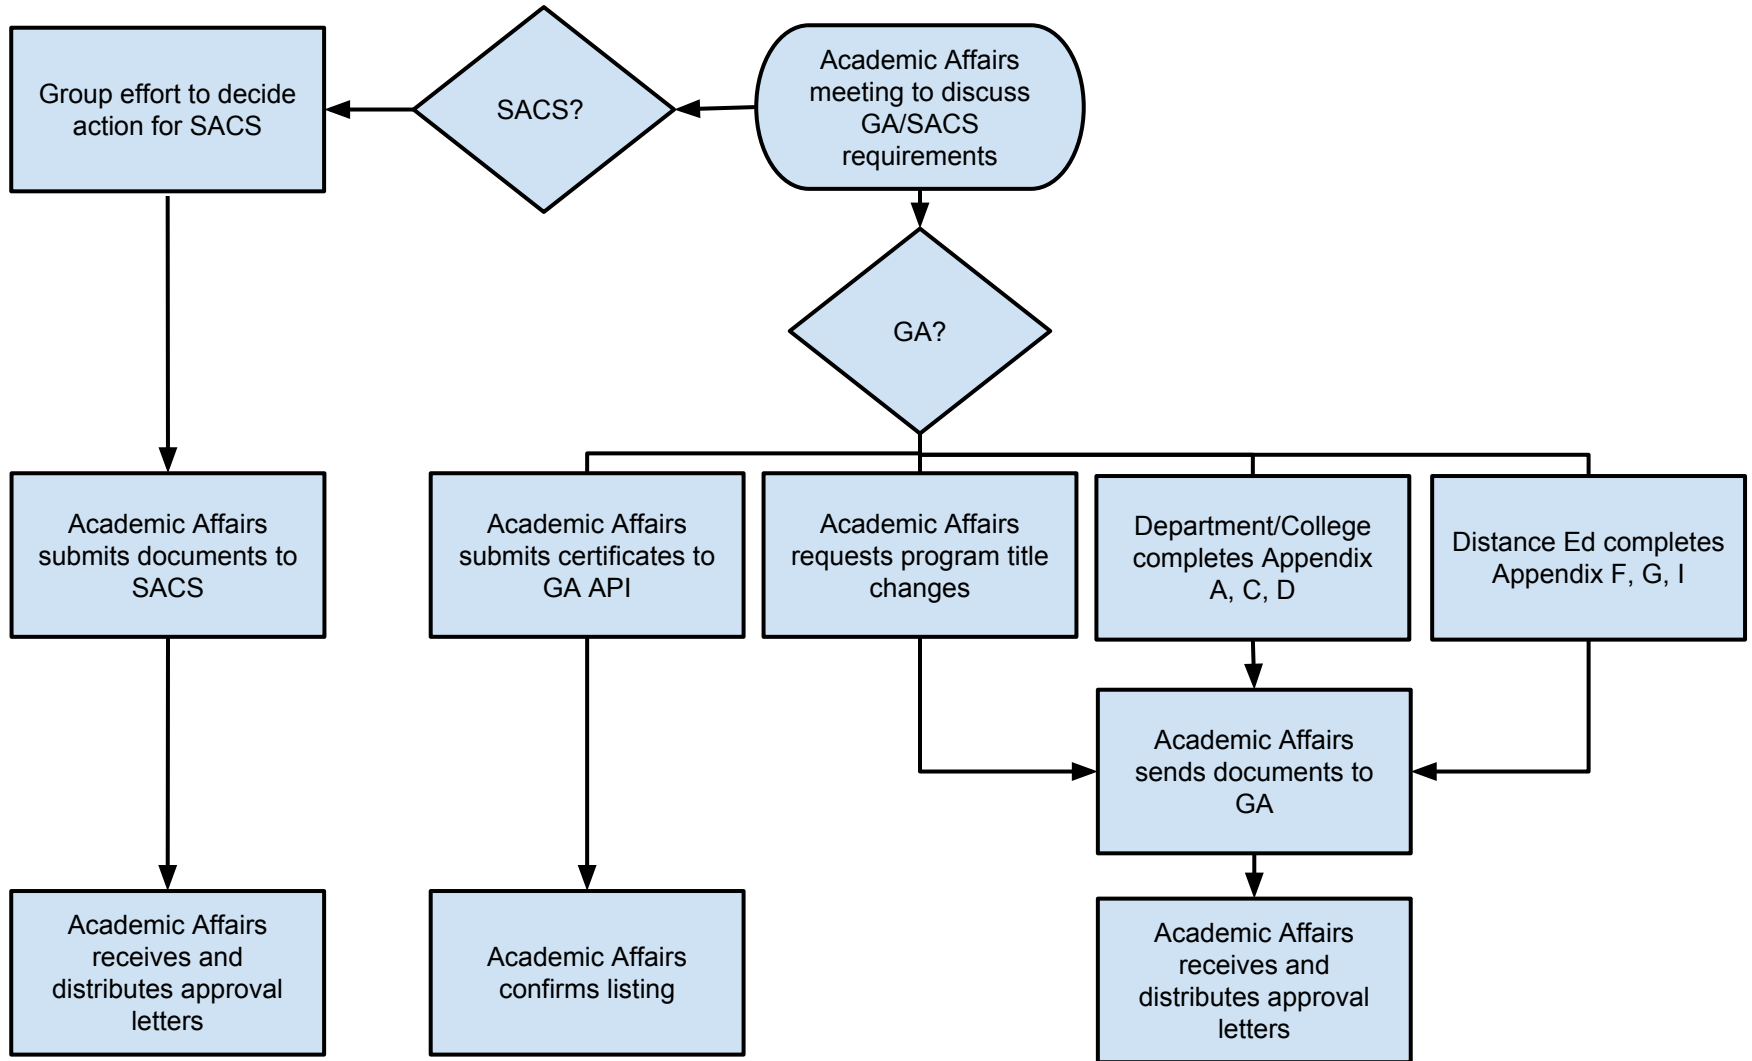 Group effort to decide
action for SACS
SACS?
Academic Affairs
meeting to discuss
GA/SACS
requirements
GA?
Academic Affairs
submits documents to
SACS
Academic Affairs
submits certificates to
GA API
Academic Affairs
requests program title
changes
Department/College
completes Appendix
A, C, D
Distance Ed completes
Appendix F, G, I
Academic Affairs
sends documents to
GA
Academic Affairs
receives and
distributes approval
letters
Academic Affairs
confirms listing
Academic Affairs
receives and
distributes approval
letters